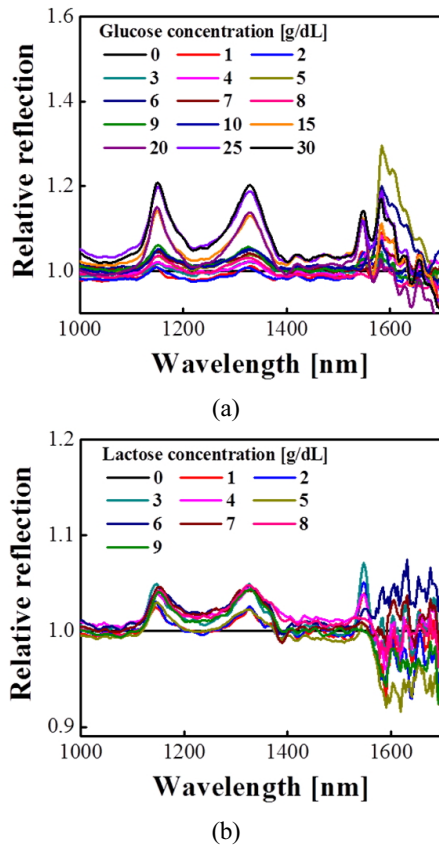 1.6
Glucose concentration [g/dL]
0 1 2
3 4 5
6 7 8
9 10 15
20 25 30
1.4
1.2
1.0
Relative reflection
1000 1200 1400 1600
Wavelength [nm]
(a)
1.2
Lactose concentration [g/dL]
0 1 2
3 4 5
6 7 8
9
1.1
1.0
0.9
Relative reflection
1000 1200 1400 1600
Wavelength [nm]
(b)